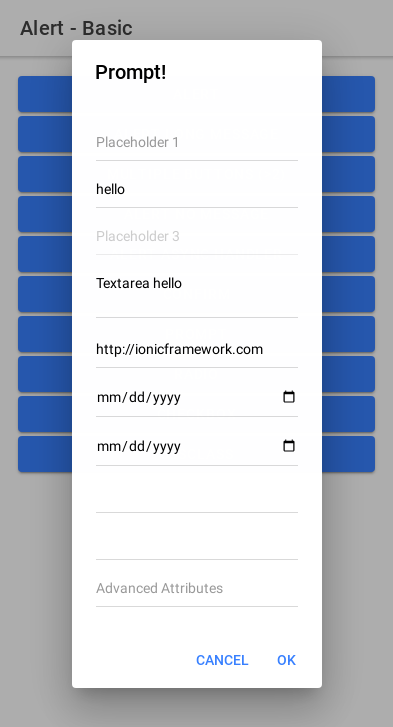 Alert - Basic
Prompt!
Placeholder 1
hello
Placeholder 3
Textarea hello
http://ionicframework.com
mm/dd/yyyy
mm/dd/yyyy
Advanced Attributes
CANCEL OK